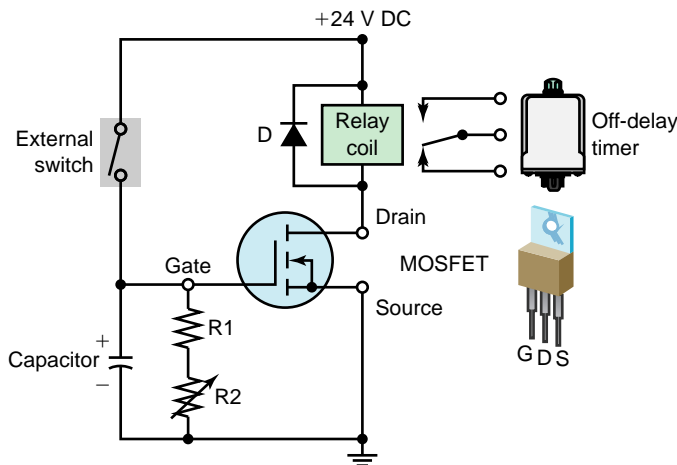 +24 V DC
External
switch
D
Relay
coil
Off-delay
timer
Drain
Gate
MOSFET
Source
+
Capacitor
−
R1
R2
G D S